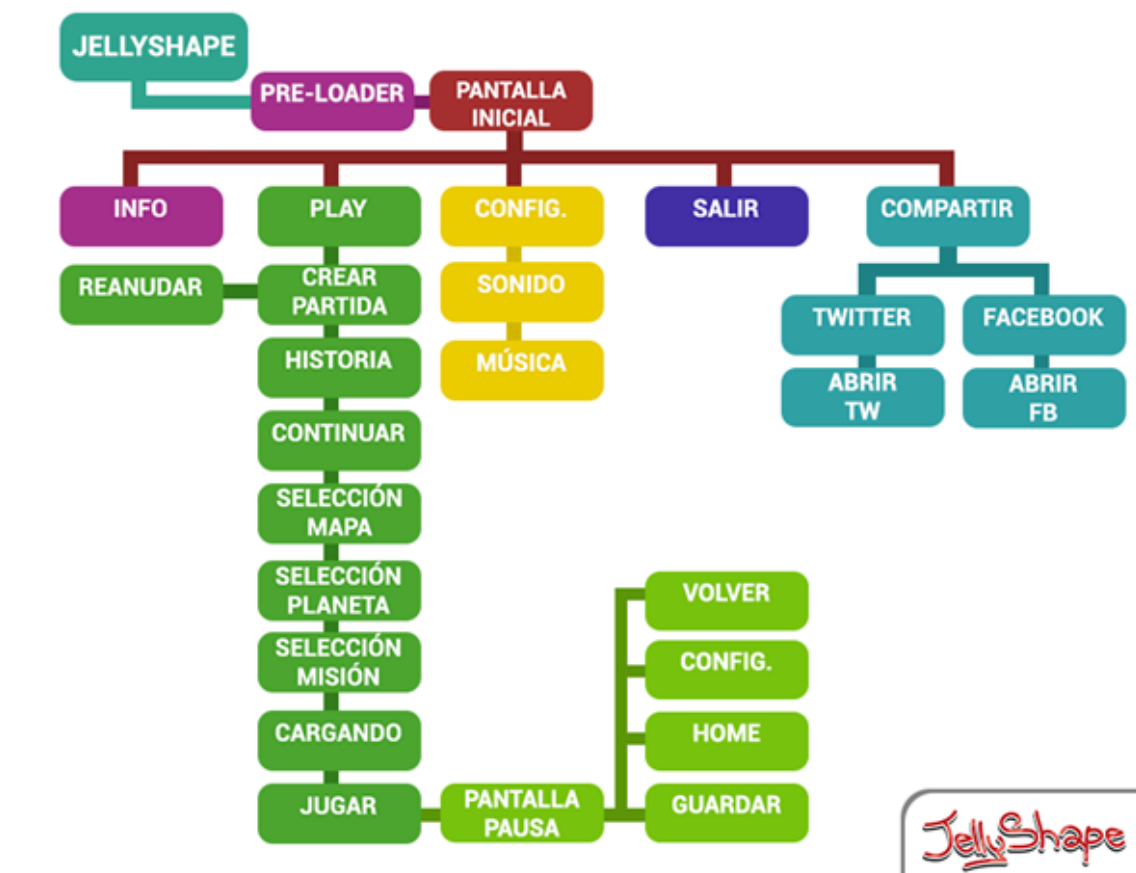 JELLYSHAPE
PRE-LOADER
PANTALLA
INICIAL
INFO
PLAY
CONFIG.
SALIR
COMPARTIR
REANUDAR
CREAR
PARTIDA
SONIDO
TWITTER
FACEBOOK
HISTORIA
MÚSICA
ABRIR
TW
ABRIR
FB
CONTINUAR
SELECCIÓN
MAPA
SELECCIÓN
PLANETA
VOLVER
SELECCIÓN
MISIÓN
CONFIG.
CARGANDO
HOME
JUGAR
PANTALLA
PAUSA
GUARDAR
JellyShape